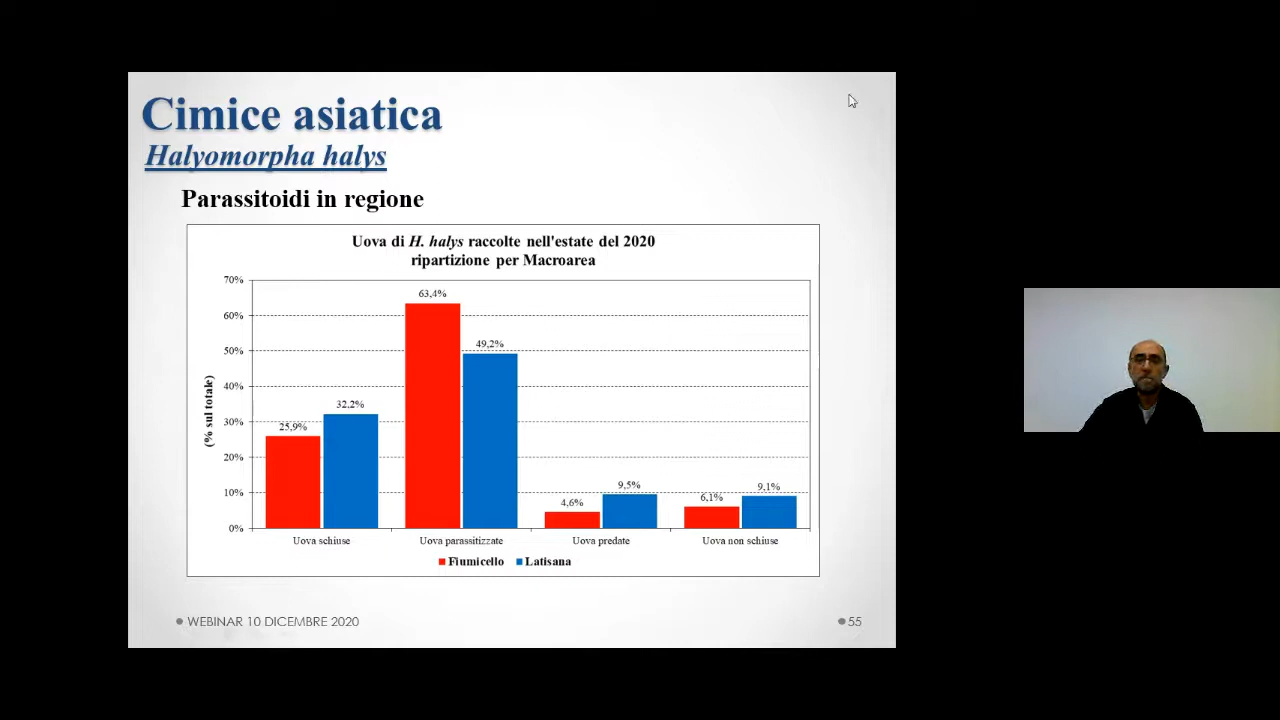 Cimice asiatica
Halyomorpha halys
Parassitoidi in regione
Uova di H. halys raccolte nell'estate del 2020
ripartizione per Macroarea
(% sul totale)
70%
60%
50%
40%
30%
20%
10%
0%
25,9%
32,2%
63,4%
49,2%
4,6%
9,5%
6,1%
9,1%
Uova schiuse
Uova parassitizzate
Uova predate
Uova non schiuse
Fiumicello
Latisana
WEBINAR 10 DICEMBRE 2020
55